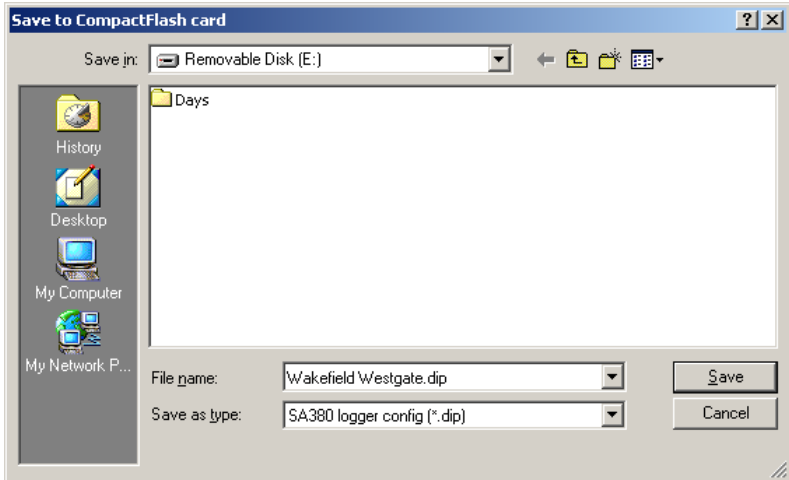 Save to CompactFlash card
Save in: Removable Disk (E:)
Days
History
Desktop
My Computer
My Network P...
File name: Wakefield Westgate.dip Save
Save as type: SA380 logger config (*.dip) Cancel